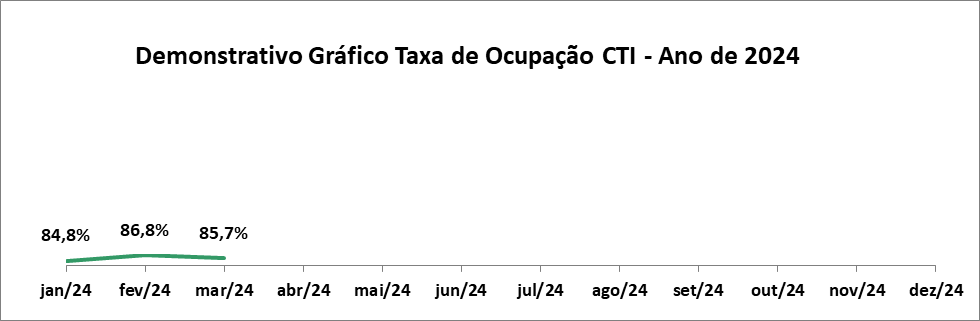 Demonstrativo Gráfico Taxa de Ocupação CTI - Ano de 2024
84,8% 86,8% 85,7%
jan/24 fev/24 mar/24 abr/24 mai/24 jun/24 jul/24 ago/24 set/24 out/24 nov/24 dez/24